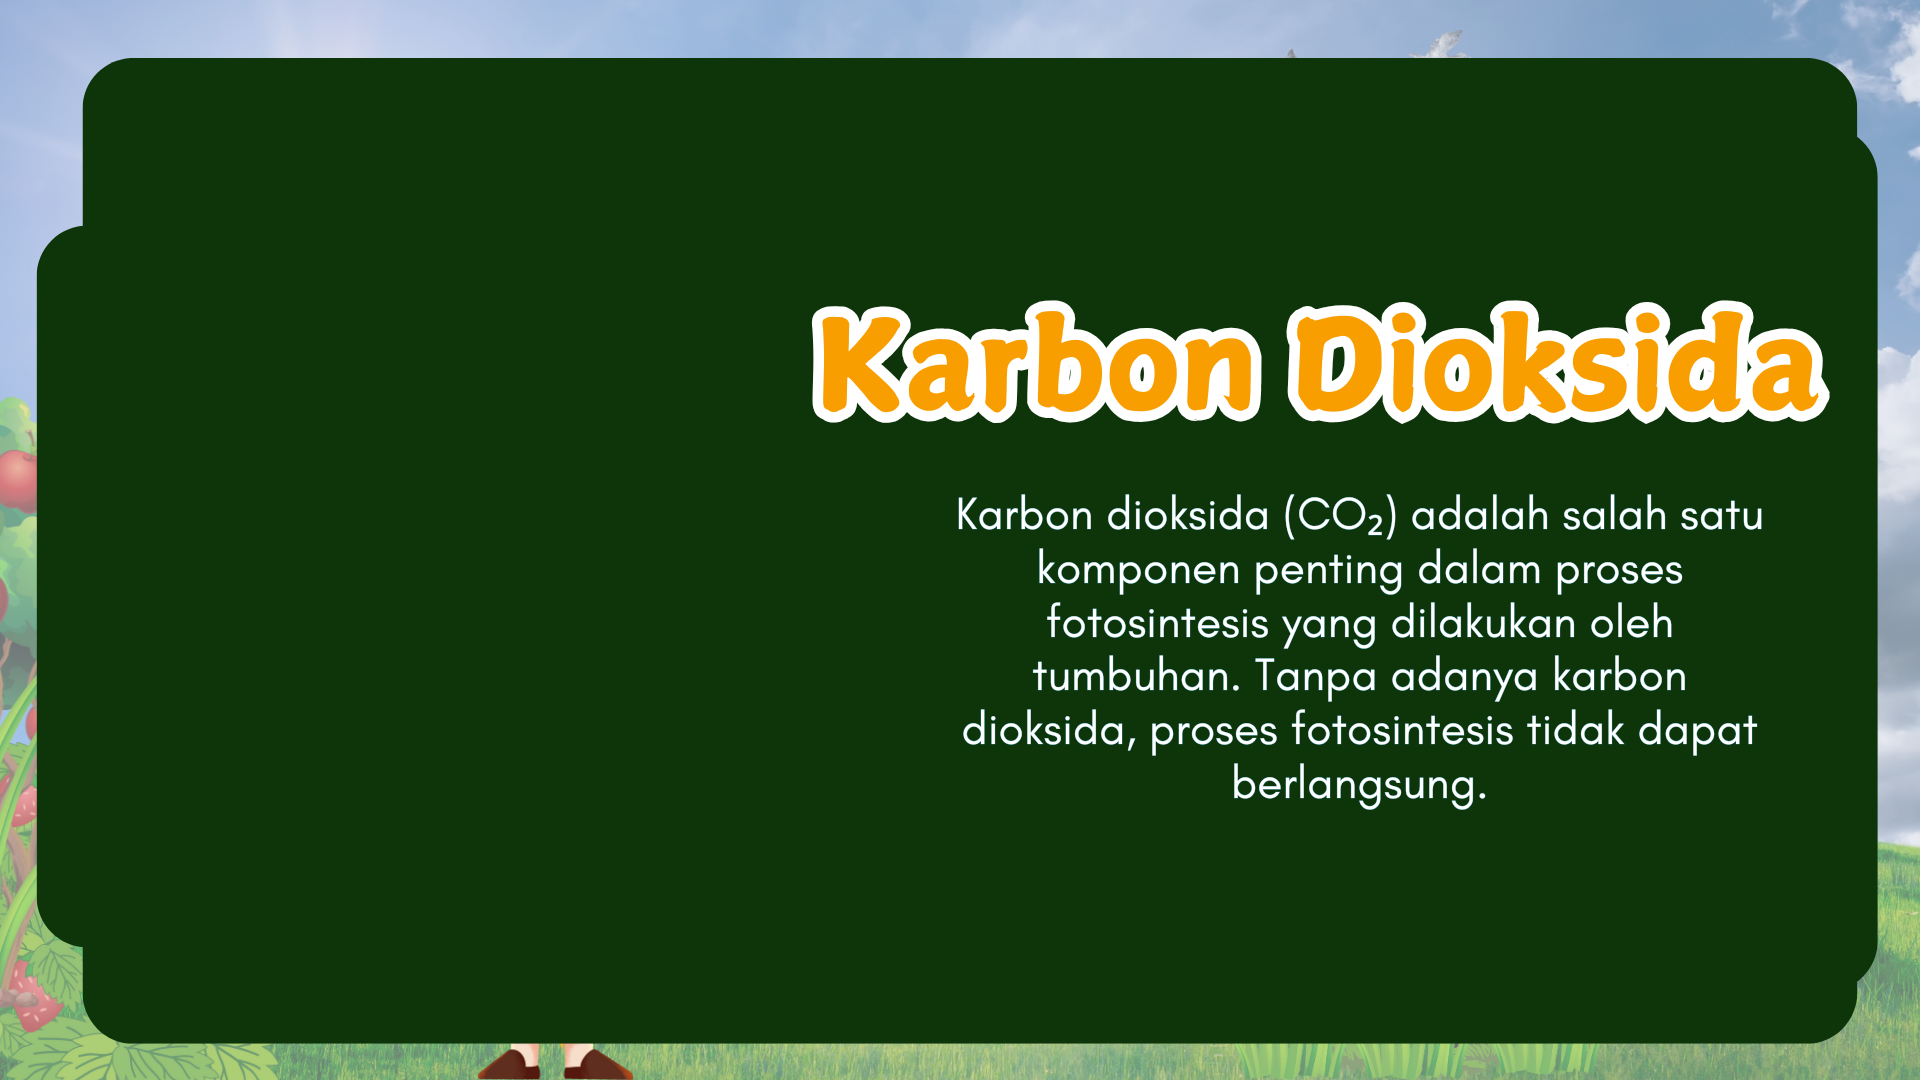 Karbon Dioksida
Karbon dioksida (CO₂) adalah salah satu
komponen penting dalam proses
fotosintesis yang dilakukan oleh
tumbuhan. Tanpa adanya karbon
dioksida, proses fotosintesis tidak dapat
berlangsung.